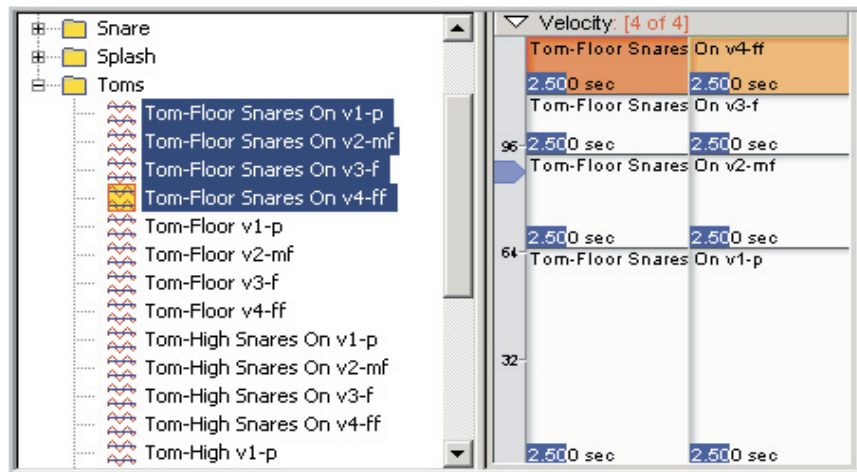 Snare
Splash
Toms
Tom-Floor Snares On v1-p
Tom-Floor Snares On v2-mf
Tom-Floor Snares On v3-f
Tom-Floor Snares On v4-ff
Tom-Floor v1-p
Tom-Floor v2-mf
Tom-Floor v3-f
Tom-Floor v4-ff
Tom-High Snares On v1-p
Tom-High Snares On v2-mf
Tom-High Snares On v3-f
Tom-High Snares On v4-ff
Tom-High v1-p
Velocity: [4 of 4]
Tom-Floor Snares On v4-ff
2.500 sec 2.500 sec
Tom-Floor Snares On v3-f
96 2.500 sec 2.500 sec
Tom-Floor Snares On v2-mf
2.500 sec 2.500 sec
64 Tom-Floor Snares On v1-p
32
2.500 sec 2.500 sec